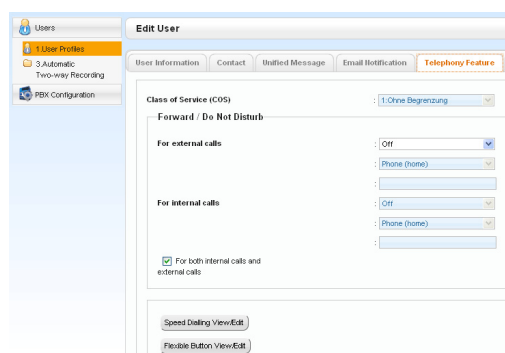 Users
1.User Profiles
3.Automatic
Two-way Recording
PBX Configuration
Edit User
User Information
Contact
Unified Message
Email Notification
Telephony Feature
Class of Service (COS)
: 1:Ohne Begrenzung
Forward / Do Not Disturb
For external calls
: Off
: Phone (home)
:
For internal calls
: Off
: Phone (home)
:
For both internal calls and
external calls
Speed Dialling View/Edit
Flexible Button View/Edit